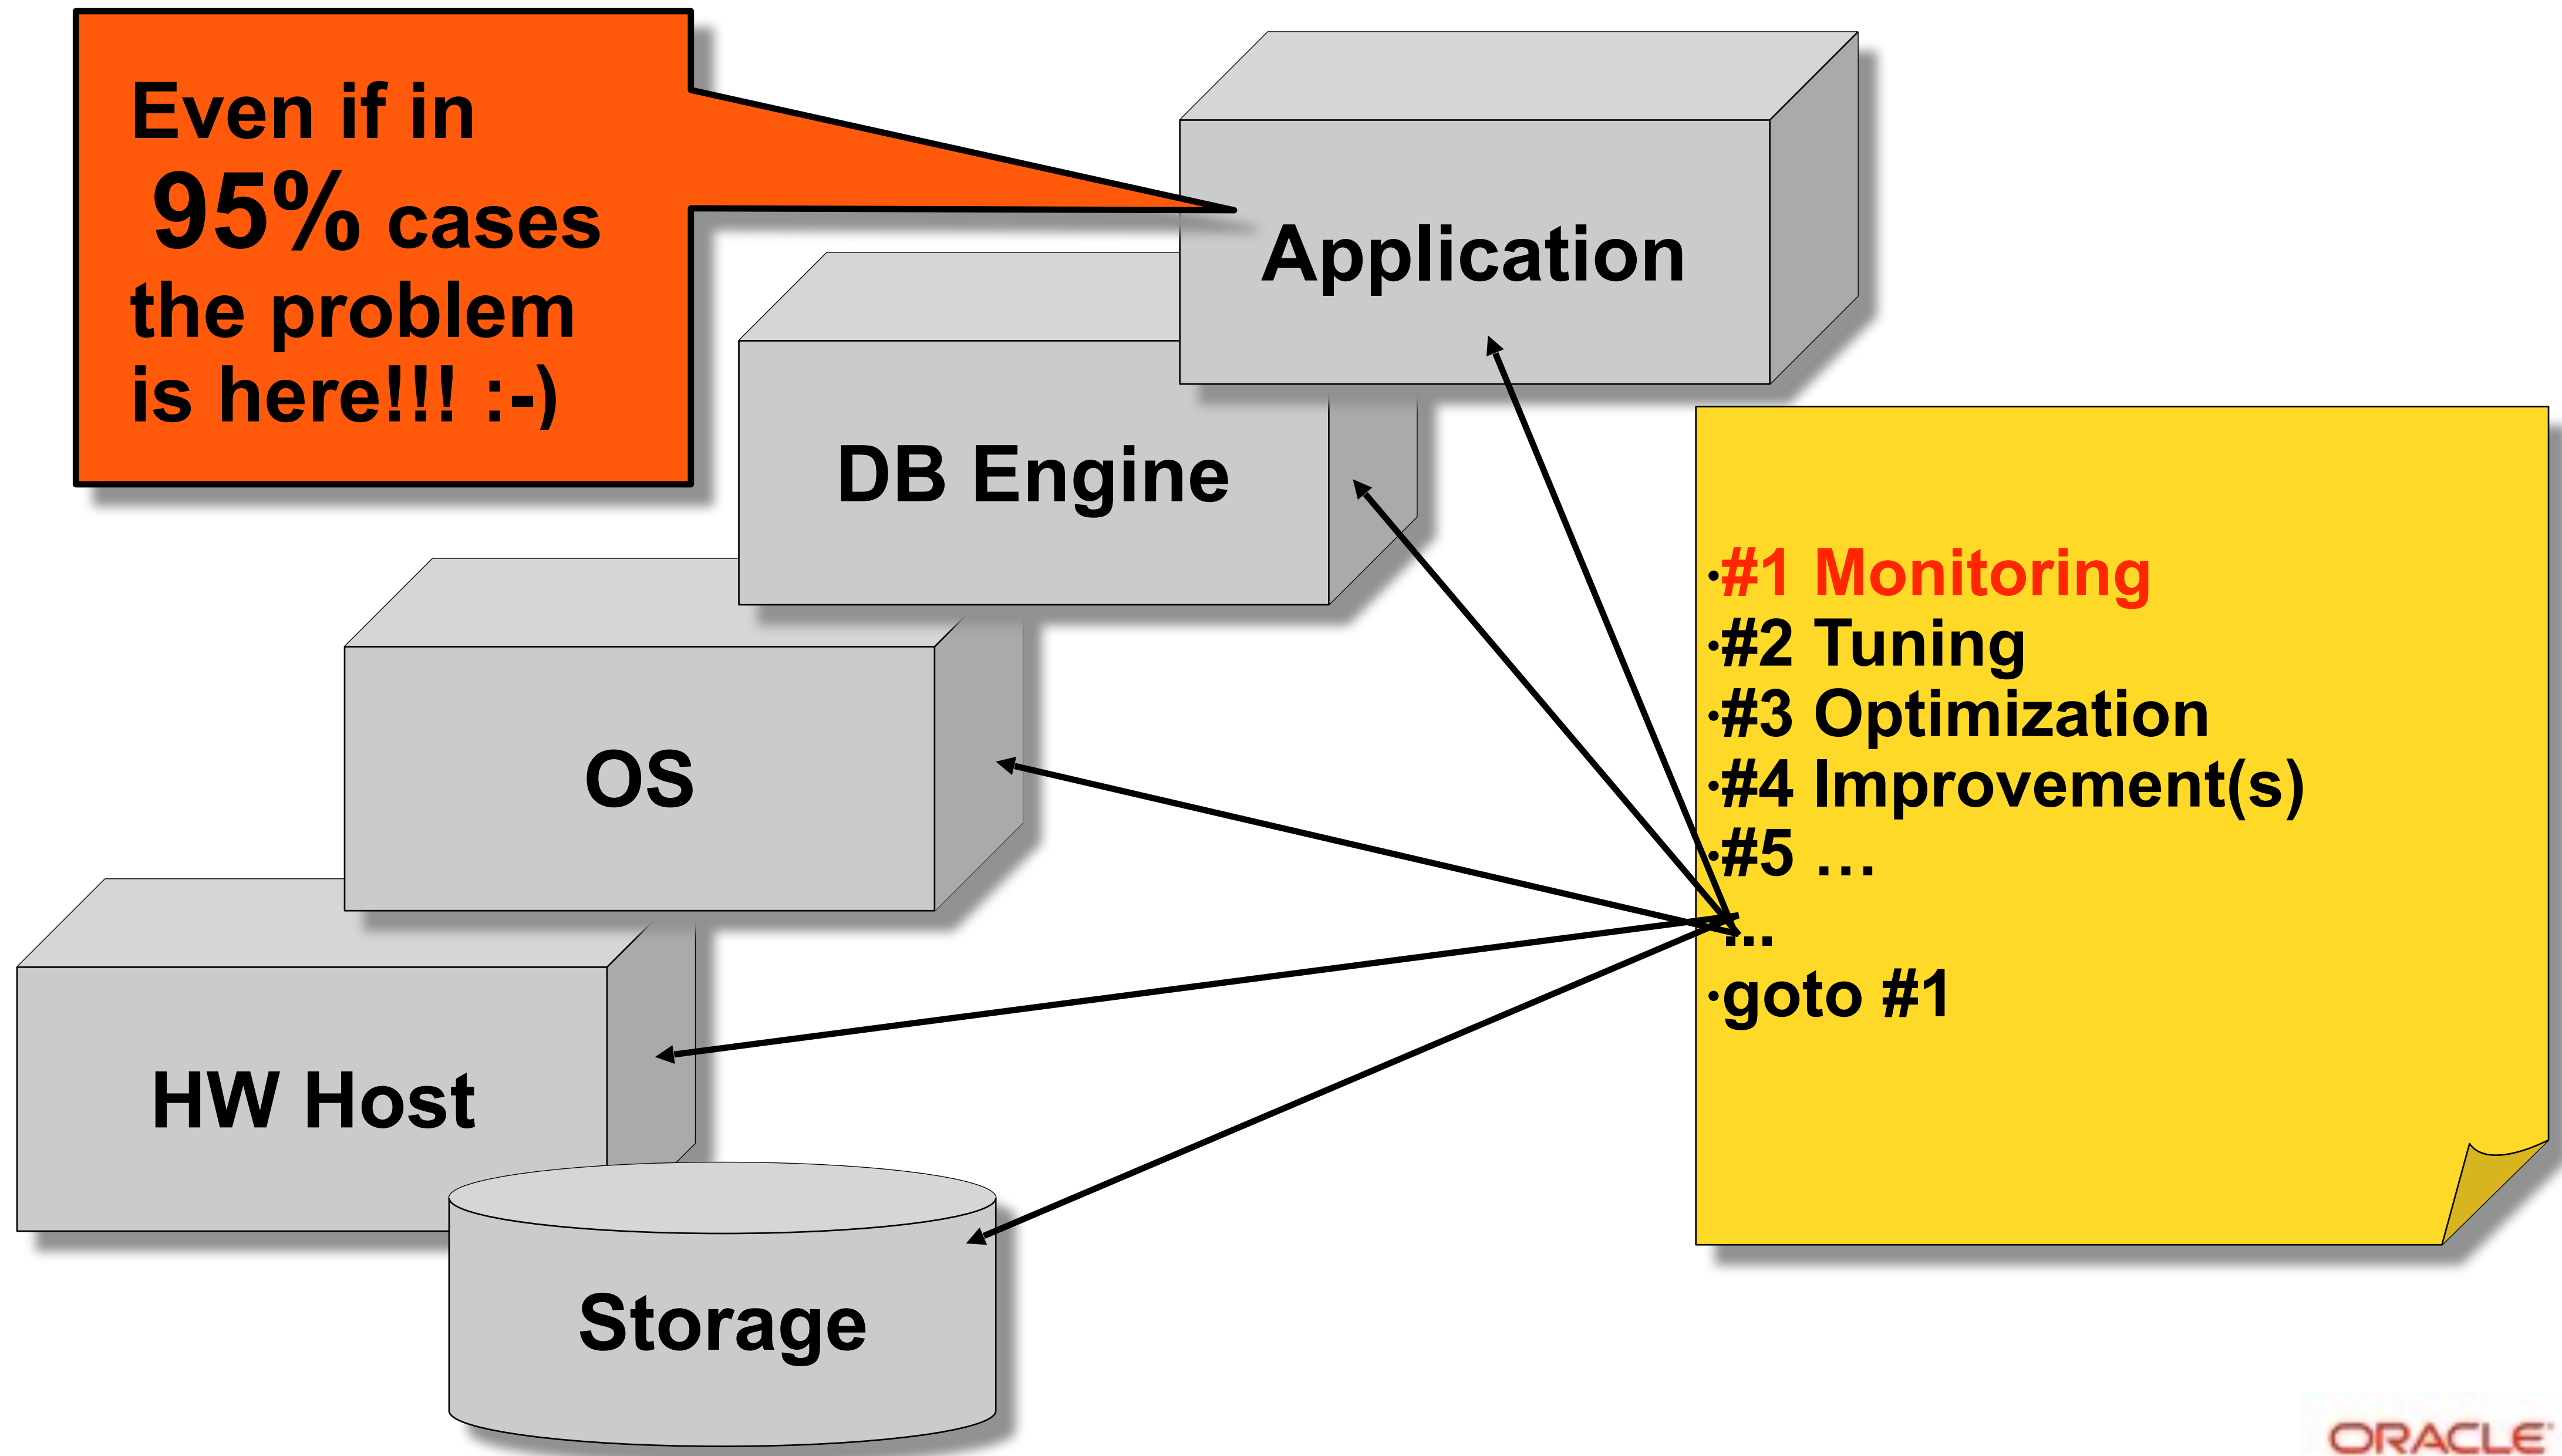 Even if in
95% cases
the problem
is here!!! :-)
Application
DB Engine
OS
HW Host
Storage
·#1 Monitoring
·#2 Tuning
·#3 Optimization
·#4 Improvement(s)
·#5 …
...
·goto #1
ORACLE